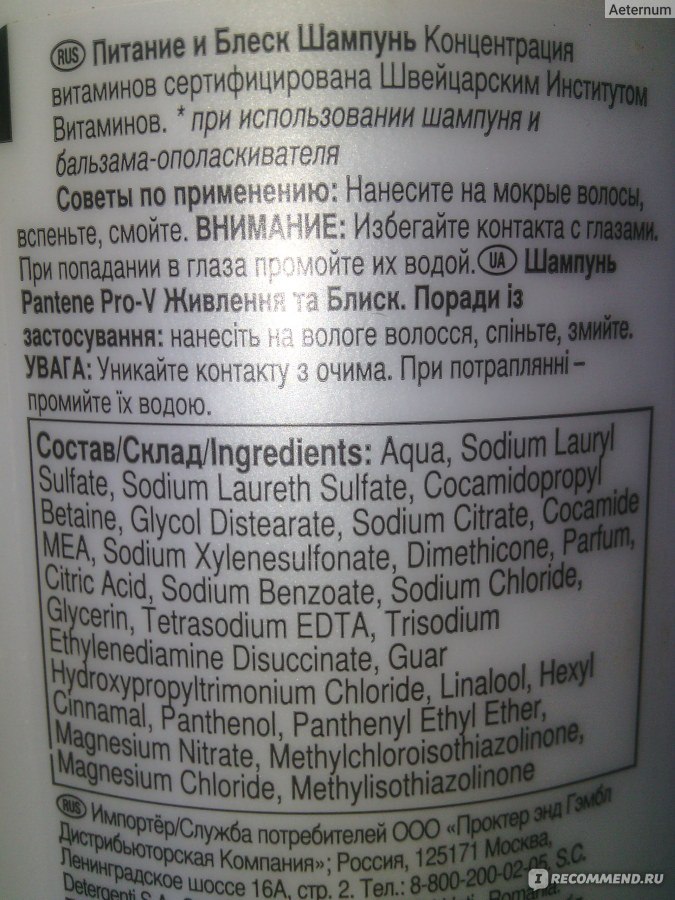 Aeternum
RUS Питание и Блеск Шампунь Концентрация
витаминов сертифицирована Швейцарским Институтом
Витаминов. * при использовании шампуня и
бальзама-ополаскивателя
Советы по применению: Нанесите на мокрые волосы,
вспеньте, смойте. ВНИМАНИЕ: Избегайте контакта с глазами.
При попадании в глаза промойте их водой. UA Шампунь
Pantene Pro-V Живлення та Блиск. Поради із
застосування: нанесіть на вологе волосся, спіньте, змийте.
УВАГА: Уникайте контакту з очима. При потраплянні –
промийте їх водою.
Состав/Склад/Ingredients: Aqua, Sodium Lauryl
Sulfate, Sodium Laureth Sulfate, Cocamidopropyl
Betaine, Glycol Distearate, Sodium Citrate, Cocamide
MEA, Sodium Xylenesulfonate, Dimethicone, Parfum,
Citric Acid, Sodium Benzoate, Sodium Chloride,
Glycerin, Tetrasodium EDTA, Trisodium
Ethylenediamine Disuccinate, Guar
Hydroxypropyltrimonium Chloride, Linalool, Hexyl
Cinnamal, Panthenol, Panthenyl Ethyl Ether,
Magnesium Nitrate, Methylchloroisothiazolinone,
Magnesium Chloride, Methylisothiazolinone
RUS Импортёр/Служба потребителей ООО «Проктер энд Гэмбл
Дистрибьюторская Компания»; Россия, 125171 Москва,
Ленинградское шоссе 16А, стр. 2. Тел.: 8-800-200-02-05, S.C.
Detergenti S.A. Romania.
IRECOMMEND.RU